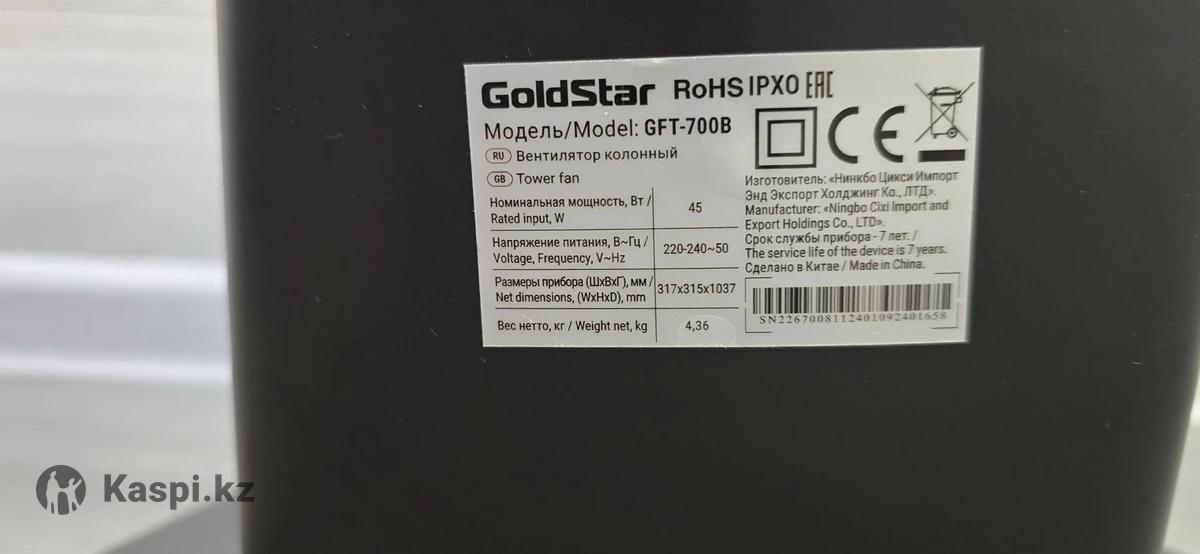 GoldStar RoHS IPX0 EAC
Модель/Model: GFT-700B
RU Вентилятор колонный
GB Tower fan
Номинальная мощность, Вт / Rated input, W 45
Напряжение питания, В~Гц / Voltage, Frequency, V~Hz 220-240~50
Размеры прибора (ШхВхГ), мм / Net dimensions, (WxHxD), mm 317x315x1037
Вес нетто, кг / Weight net, kg 4,36
CE
Изготовитель: «Нинкбо Цикси Импорт
Энд Экспорт Холджинг Ко., ЛТД».
Manufacturer: «Ningbo Cixi Import and
Export Holdings Co., LTD».
Срок службы прибора - 7 лет. /
The service life of the device is 7 years.
Сделано в Китае / Made in China.
SN2267008112401092401658
Kaspi.kz